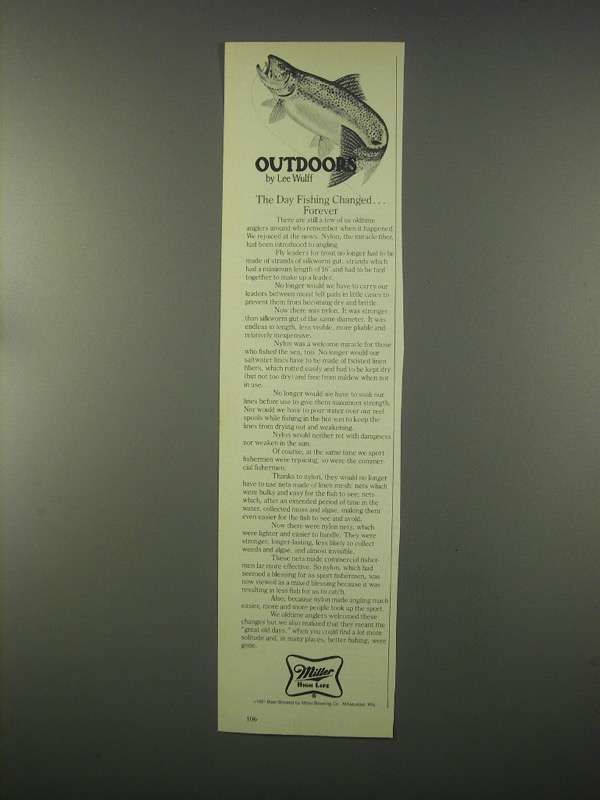 OUTDOORS
by Lee Wulff
The Day Fishing Changed...
Forever
There are still a few of us oldtime
anglers around who remember when it happened.
We rejoiced at the news. Nylon, the miracle fiber,
had been introduced to angling.
Fly leaders for trout no longer had to be
made of strands of silkworm gut, strands which
had a maximum length of 16" and had to be tied
together to make up a leader.
No longer would we have to carry our
leaders between moist felt pads in little cases to
prevent them from becoming dry and brittle.
Now there was nylon. It was stronger
than silkworm gut of the same diameter. It was
endless in length, less visible, more pliable and
relatively inexpensive.
Nylon was a welcome miracle for those
who fished the sea, too. No longer would our
saltwater lines have to be made of twisted linen
fibers, which rotted easily and had to be kept dry
(but not too dry) and free from mildew when not
in use.
No longer would we have to soak our
lines before use to give them maximum strength.
Nor would we have to pour water over our reel
spools while fishing in the hot sun to keep the
lines from drying out and weakening.
Nylon would neither rot with dampness
nor weaken in the sun.
Of course, at the same time we sport
fishermen were rejoicing, so were the commer-
cial fishermen.
Thanks to nylon, they would no longer
have to use nets made of linen mesh: nets which
were bulky and easy for the fish to see; nets
which, after an extended period of time in the
water, collected moss and algae, making them
even easier for the fish to see and avoid.
Now there were nylon nets, which
were lighter and easier to handle. They were
stronger, longer-lasting, less likely to collect
weeds and algae, and almost invisible.
These nets made commercial fisher-
men far more effective. So nylon, which had
seemed a blessing for us sport fishermen, was
now viewed as a mixed blessing because it was
resulting in less fish for us to catch.
Also, because nylon made angling much
easier, more and more people took up the sport.
We oldtime anglers welcomed these
changes but we also realized that they meant the
"great old days," when you could find a lot more
solitude and, in many places, better fishing, were
gone.
Miller
HIGH LIFE
©1981 Beer Brewed by Miller Brewing Co., Milwaukee, Wis.
106